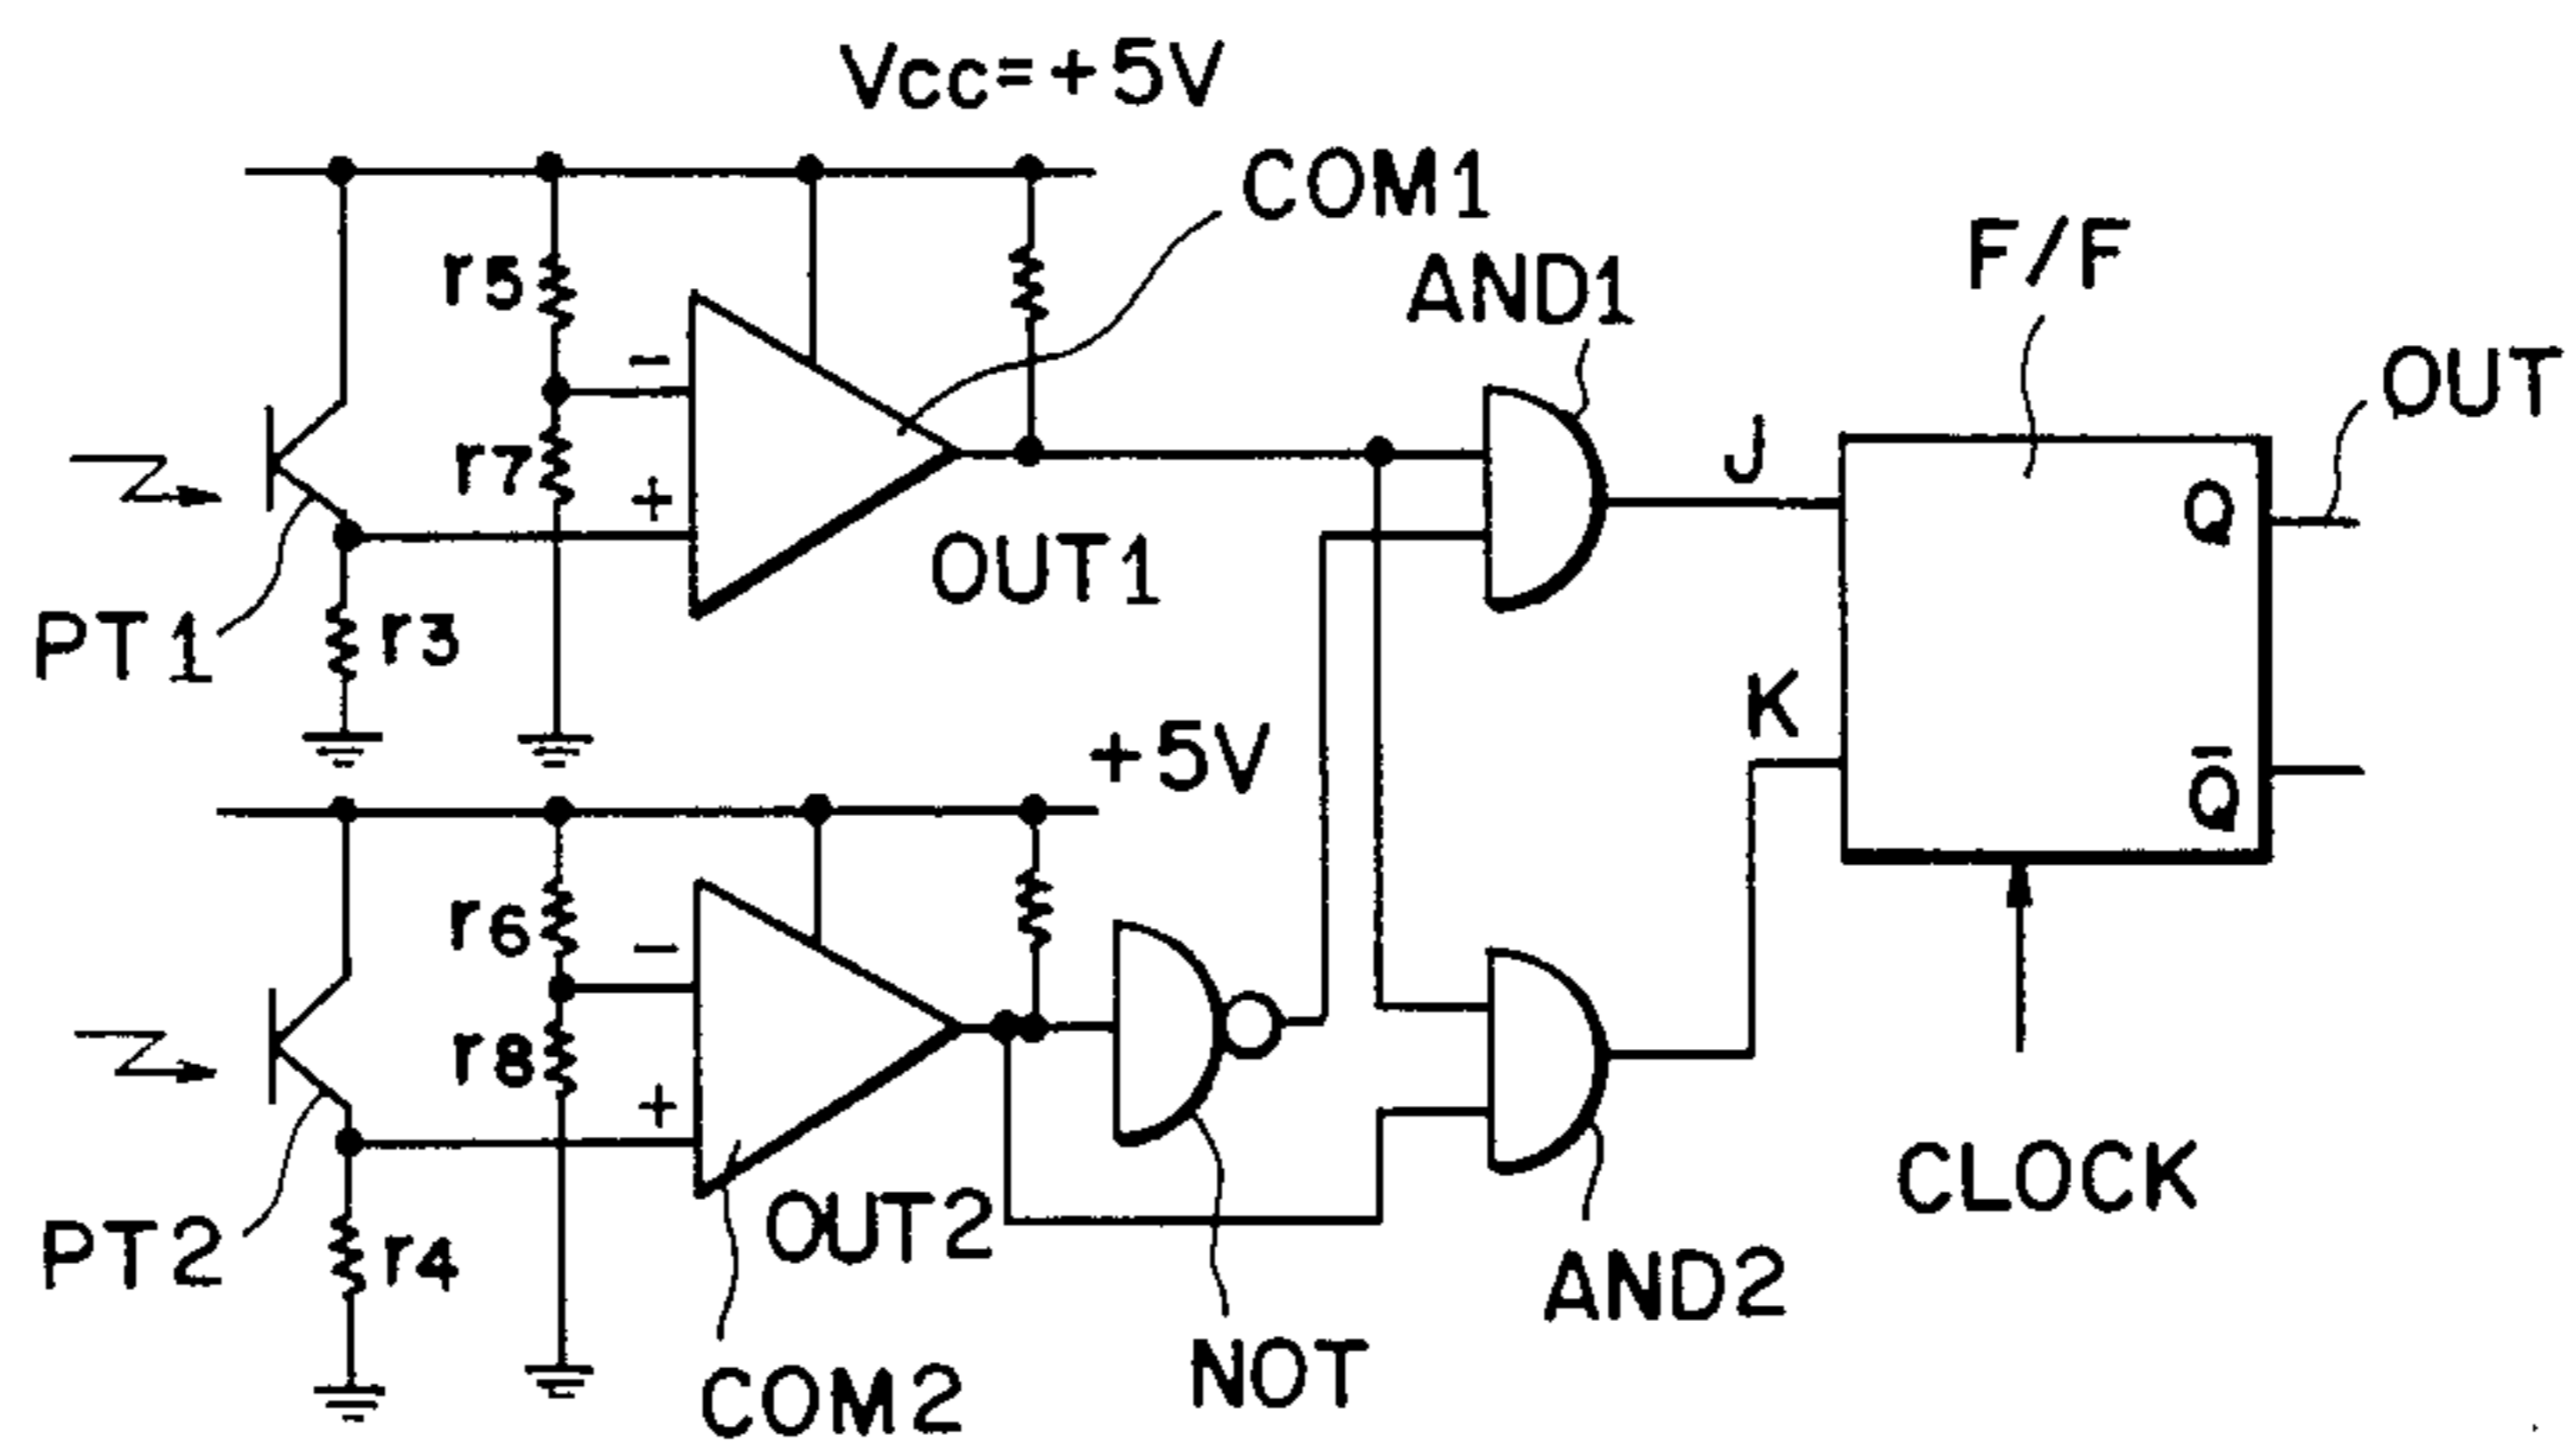 Vcc=+5V
COM1
AND1
F/F
OUT
r5
−
r7
+
J
Q
OUT1
PT1
r3
K
+5V
Q̅
r6
−
r8
+
PT2
r4
OUT2
CLOCK
AND2
NOT
COM2